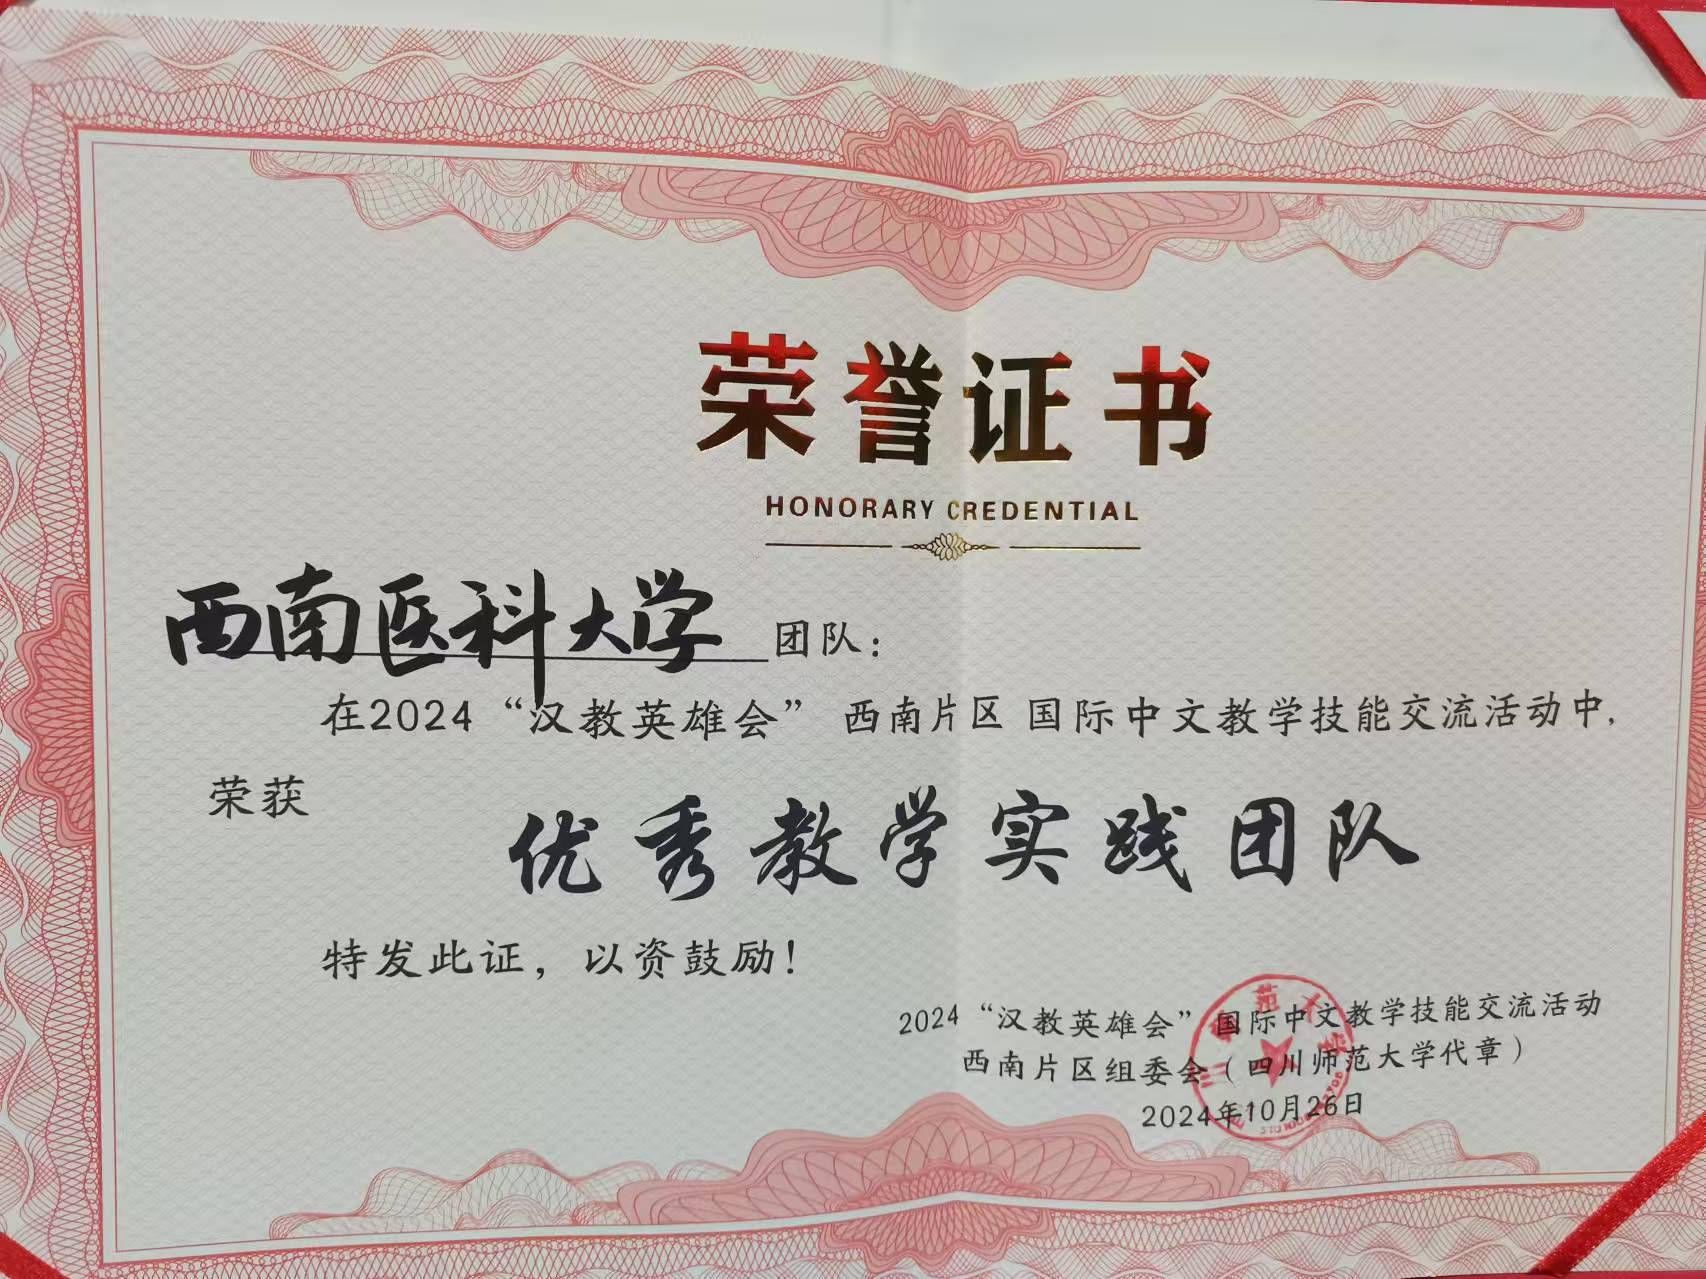 荣誉证书
HONORARY CREDENTIAL
西南医科大学团队：
在2024“汉教英雄会”西南片区 国际中文教学技能交流活动中，
荣获
优秀教学实践团队
特发此证，以资鼓励！
2024“汉教英雄会”国际中文教学技能交流活动
西南片区组委会（四川师范大学代章）
2024年10月26日